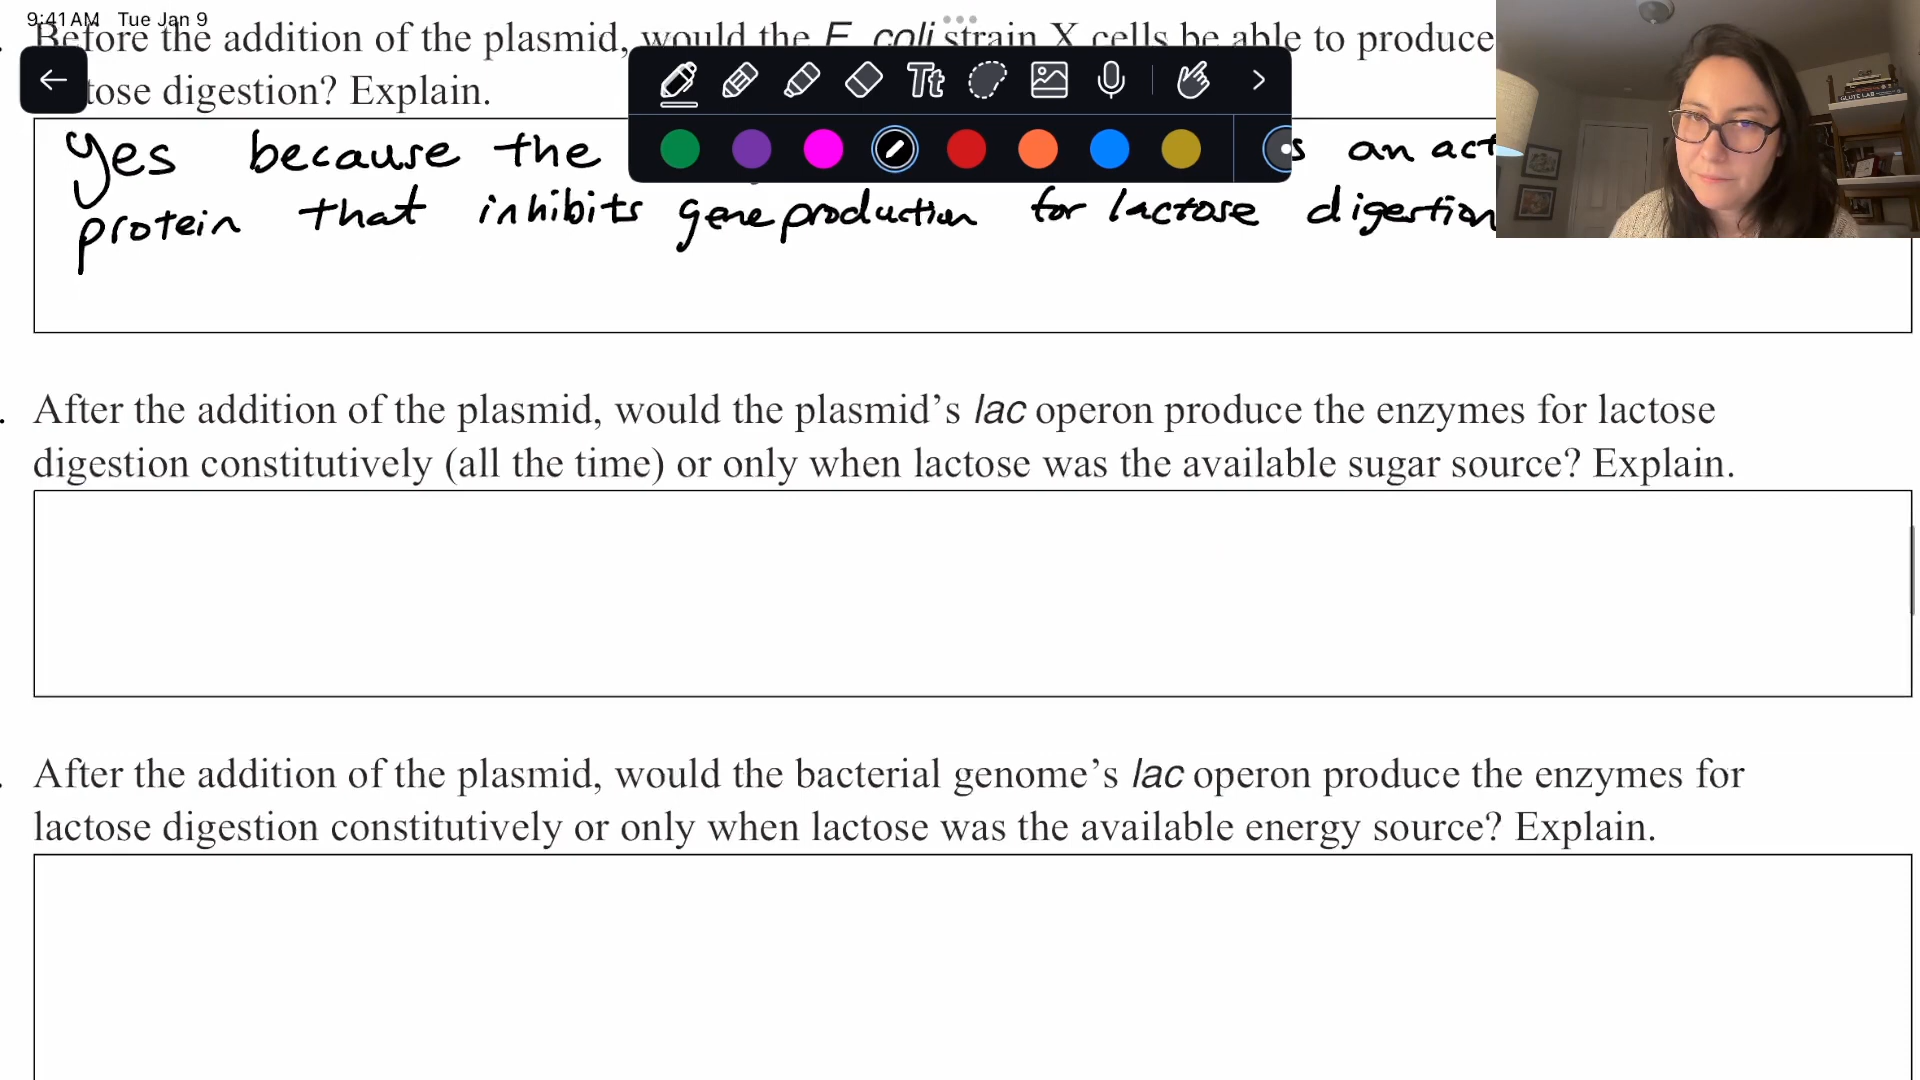 9:41 AM Tue Jan 9
Before the addition of the plasmid, would the E. coli strain X cells be able to produce
tose digestion? Explain.
Tt
yes because the s an act
protein that inhibits gene production for lactose digestion
After the addition of the plasmid, would the plasmid’s lac operon produce the enzymes for lactose
digestion constitutively (all the time) or only when lactose was the available sugar source? Explain.
After the addition of the plasmid, would the bacterial genome’s lac operon produce the enzymes for
lactose digestion constitutively or only when lactose was the available energy source? Explain.
GLUTE LAB